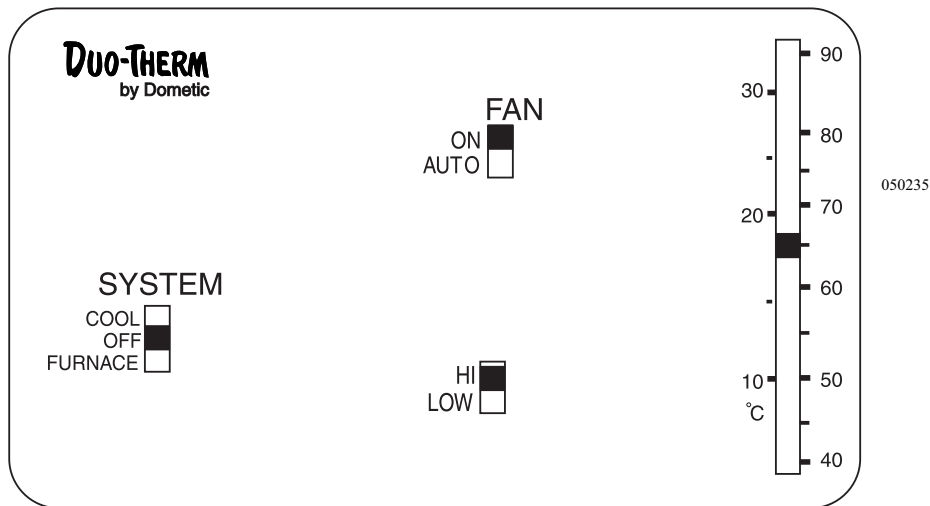 DUO-THERM
by Dometic
FAN
ON
AUTO
SYSTEM
COOL
OFF
FURNACE
HI
LOW
30
20
10
°C
90
80
70
60
50
40
050235